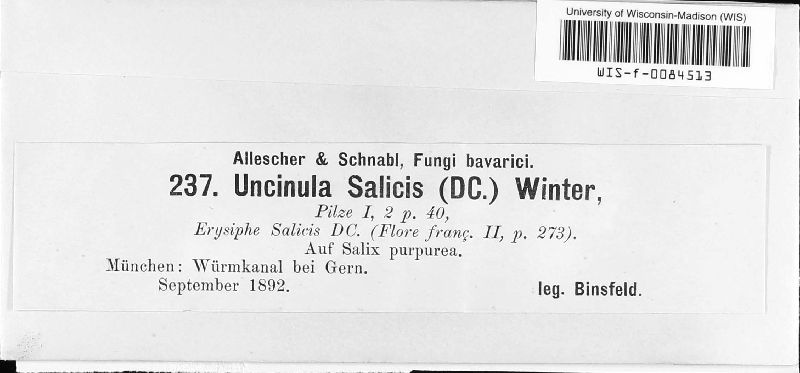 University of Wisconsin-Madison (WIS)
WIS-f-0084513
Allescher & Schnabl, Fungi bavarici.
237. Uncinula Salicis (DC.) Winter,
Pilze I, 2 p. 40,
Erysiphe Salicis DC. (Flore franç. II, p. 273).
Auf Salix purpurea.
München: Würmkanal bei Gern.
September 1892.
leg. Binsfeld.